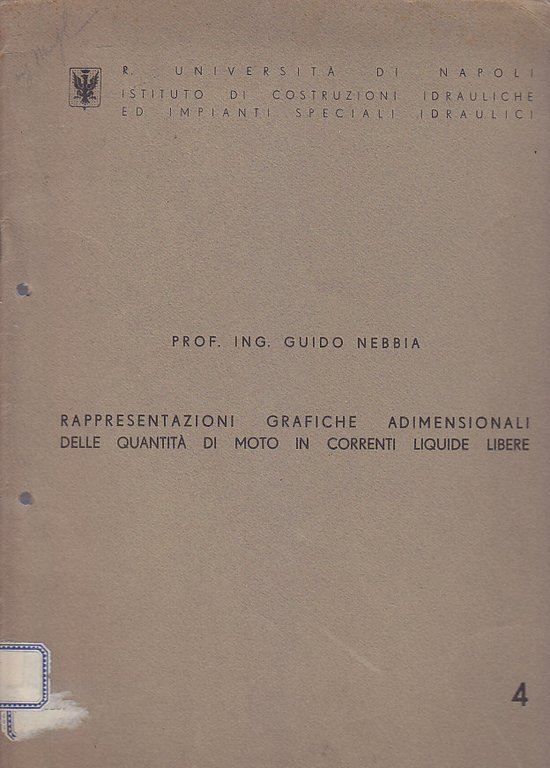 R. UNIVERSITÀ DI NAPOLI
ISTITUTO DI COSTRUZIONI IDRAULICHE
ED IMPIANTI SPECIALI IDRAULICI
PROF. ING. GUIDO NEBBIA
RAPPRESENTAZIONI GRAFICHE ADIMENSIONALI
DELLE QUANTITÀ DI MOTO IN CORRENTI LIQUIDE LIBERE
4